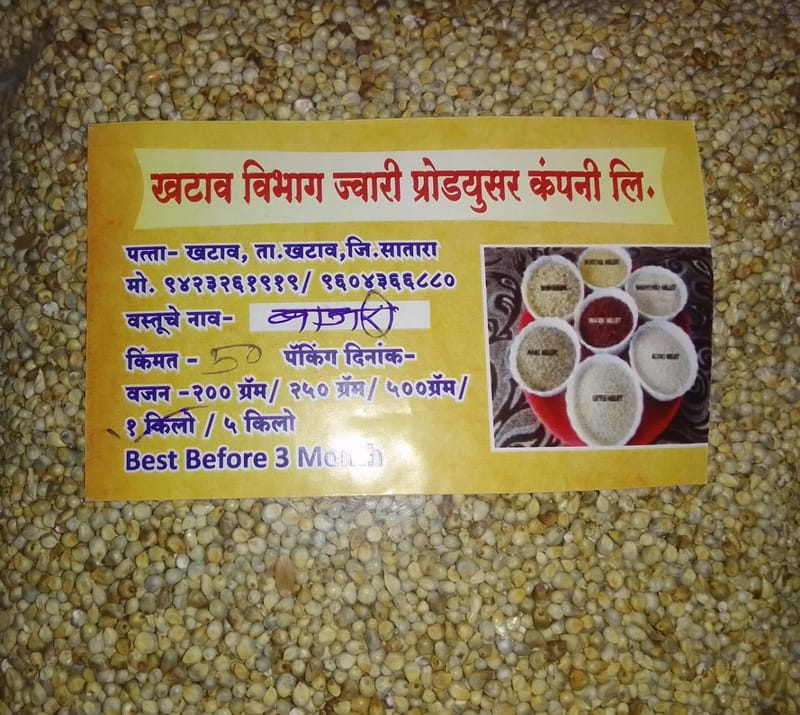 खटाव विभाग ज्वारी प्रोडयुसर कंपनी लि.
पत्ता- खटाव, ता.खटाव,जि.सातारा
मो. ९४२३२६१९१९/ ९६०४३६६८८०
वस्तूचे नाव- बाजरी
किंमत - 50 पॅकिंग दिनांक-
वजन -२०० ग्रॅम/ २५० ग्रॅम/ ५००ग्रॅम/
१ किलो / ५ किलो
Best Before 3 Month